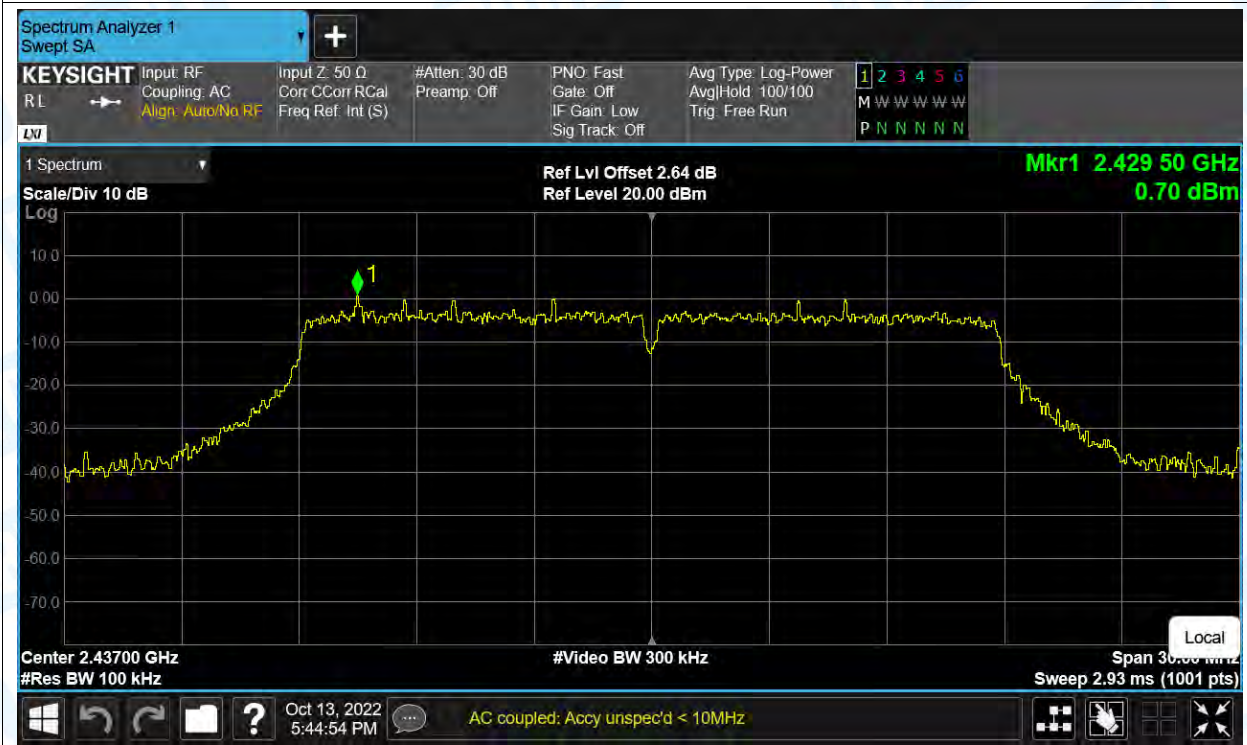 Spectrum Analyzer 1
Swept SA
KEYSIGHT
R L
LXI
Input: RF
Coupling: AC
Align: Auto/No RF
Input Z: 50 Ω
Corr CCorr RCal
Freq Ref: Int (S)
#Atten: 30 dB
Preamp: Off
PNO: Fast
Gate: Off
IF Gain: Low
Sig Track: Off
Avg Type: Log-Power
Avg|Hold: 100/100
Trig: Free Run
1 2 3 4 5 6
M W W W W W
P N N N N N
1 Spectrum
Scale/Div 10 dB
Log
Ref Lvl Offset 2.64 dB
Ref Level 20.00 dBm
Mkr1 2.429 50 GHz
0.70 dBm
1
10.0
0.00
-10.0
-20.0
-30.0
-40.0
-50.0
-60.0
-70.0
Local
Center 2.43700 GHz
#Video BW 300 kHz
Span 30.00 MHz
#Res BW 100 kHz
Sweep 2.93 ms (1001 pts)
?
Oct 13, 2022
5:44:54 PM
AC coupled: Accy unspec'd < 10MHz